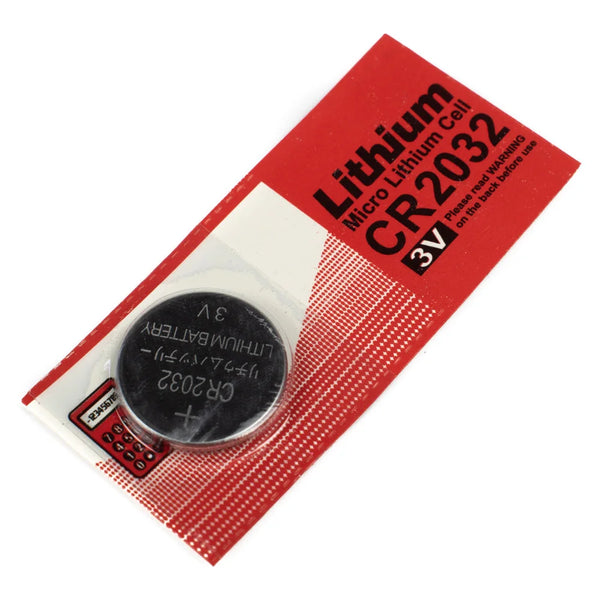 Lithium
Micro Lithium Cell
CR2032
3V
Please read WARNING
on the back before use
+
CR2032
リチウムバッテリー
LITHIUM BATTERY
3V